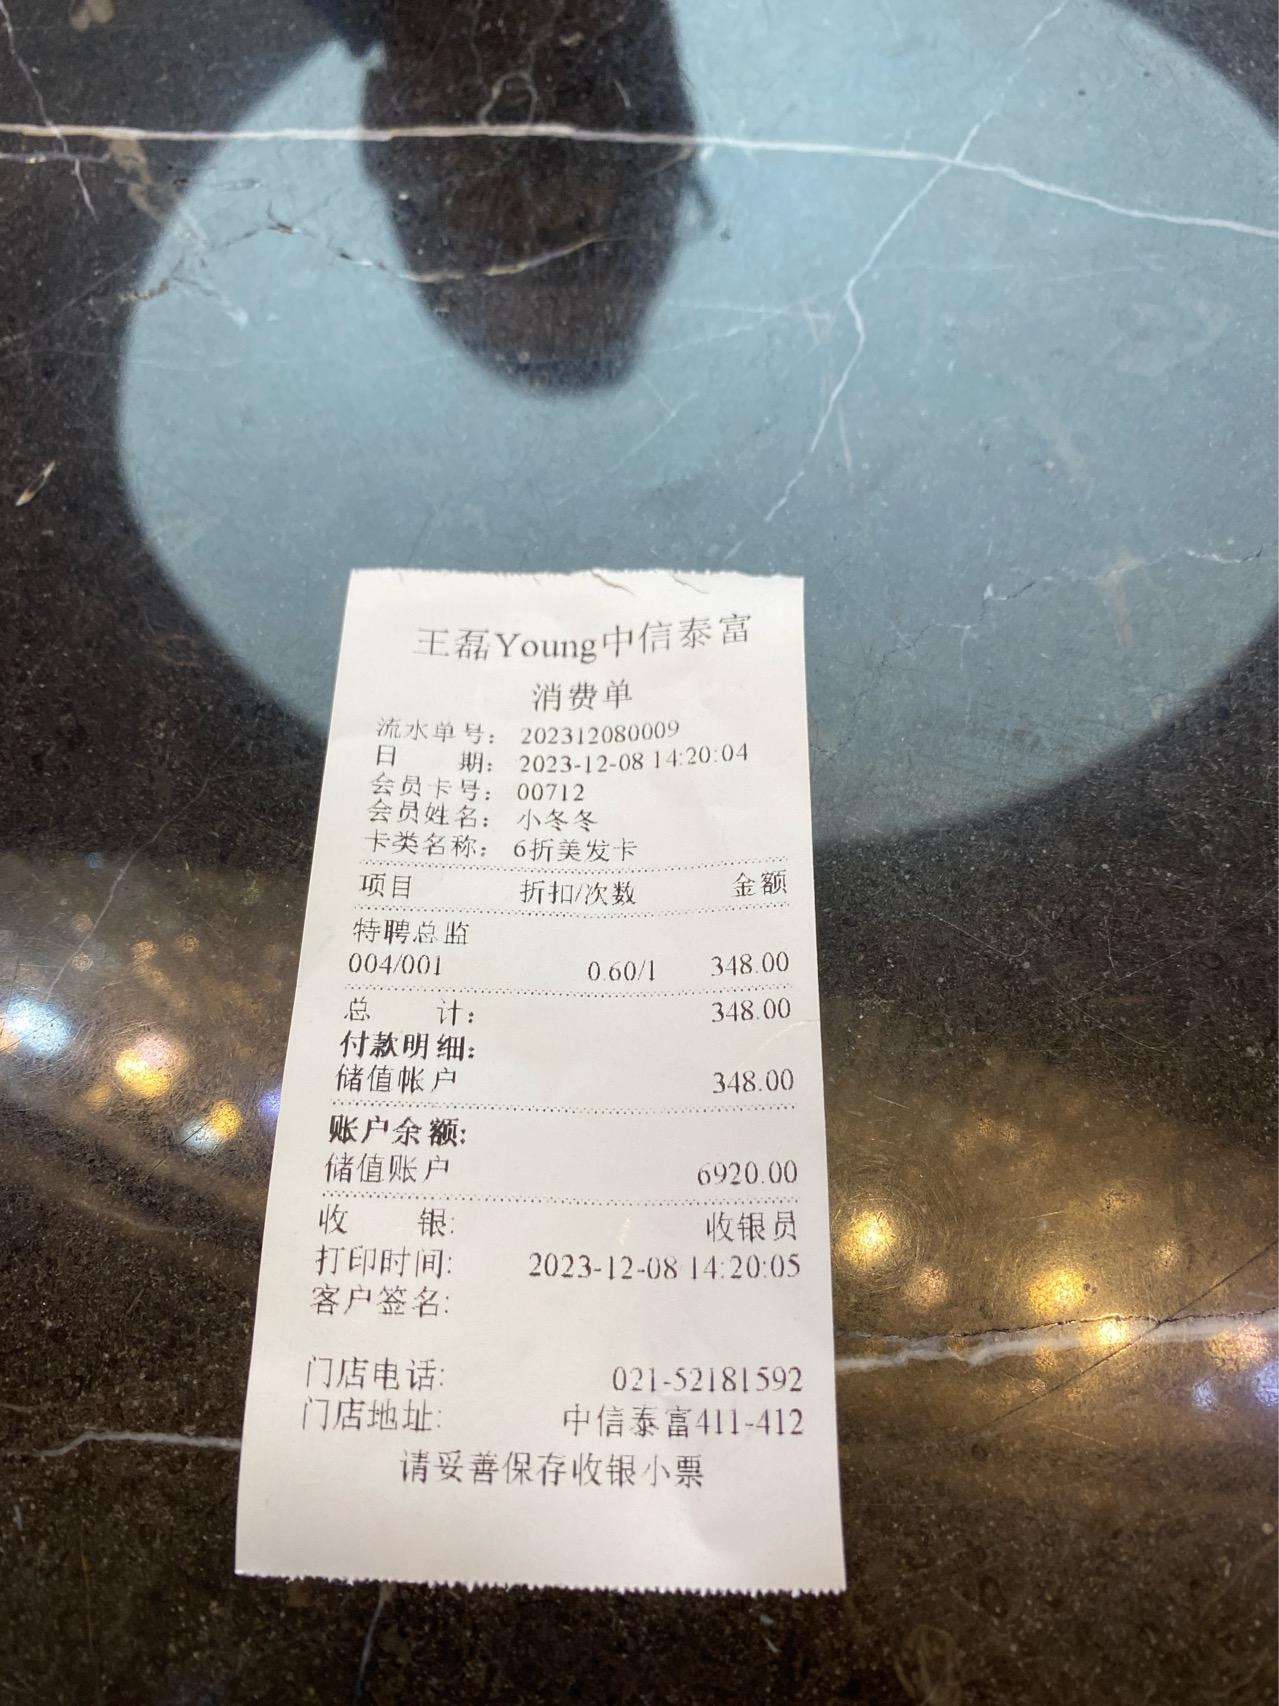 王磊Young中信泰富
消费单
流水单号： 202312080009
日　　期： 2023-12-08 14:20:04
会员卡号： 00712
会员姓名： 小冬冬
卡类名称： 6折美发卡
项目 折扣/次数 金额
特聘总监
004/001 0.60/1 348.00
总　　计： 348.00
付款明细：
储值帐户 348.00
账户余额:
储值账户 6920.00
收　　银: 收银员
打印时间: 2023-12-08 14:20:05
客户签名:
门店电话: 021-52181592
门店地址: 中信泰富411-412
请妥善保存收银小票